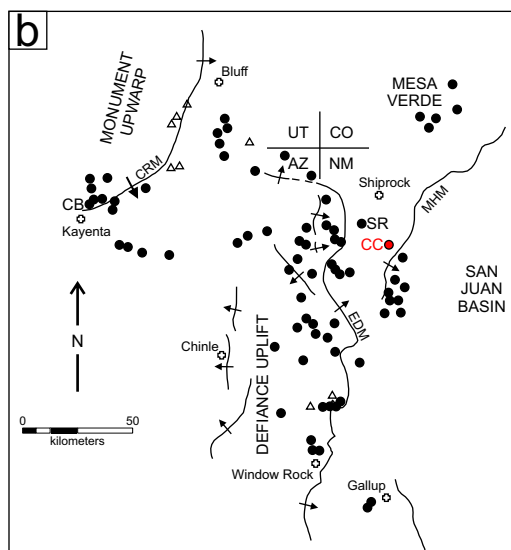 b
MONUMENT
UPWARP
Bluff
MESA
VERDE
UT
CO
AZ
NM
CRM
Shiprock
MHM
CB
Kayenta
SR
CC
SAN
JUAN
BASIN
N
EDM
Chinle
DEFIANCE UPLIFT
0
50
kilometers
Window Rock
Gallup